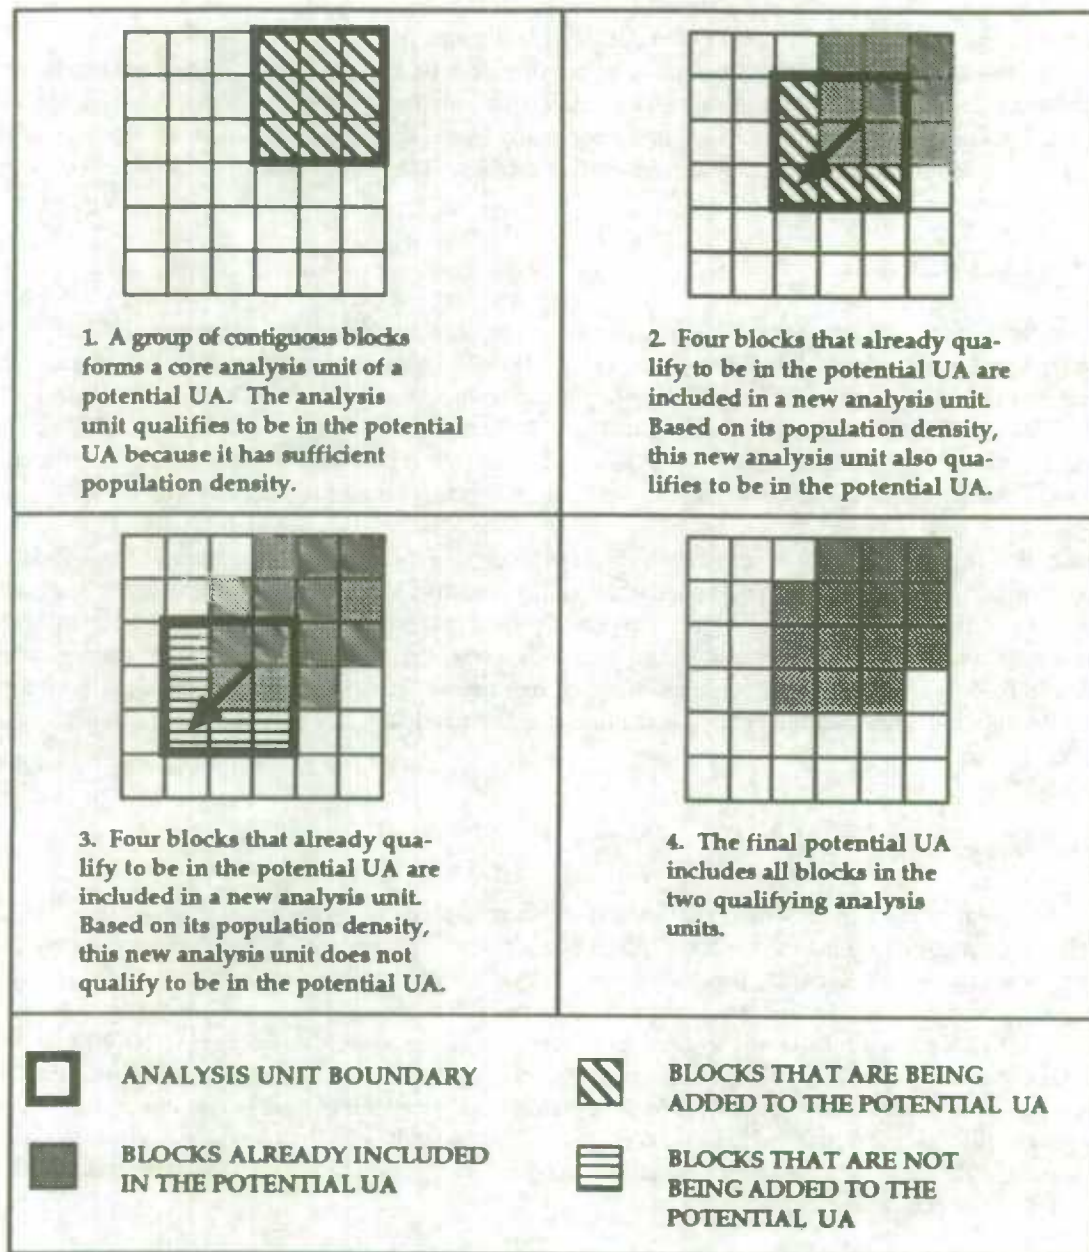 1. A group of contiguous blocks
forms a core analysis unit of a
potential UA. The analysis
unit qualifies to be in the potential
UA because it has sufficient
population density.
2. Four blocks that already qua-
lify to be in the potential UA are
included in a new analysis unit.
Based on its population density,
this new analysis unit also qua-
lifies to be in the potential UA.
3. Four blocks that already qua-
lify to be in the potential UA are
included in a new analysis unit.
Based on its population density,
this new analysis unit does not
qualify to be in the potential UA.
4. The final potential UA
includes all blocks in the
two qualifying analysis
units.
ANALYSIS UNIT BOUNDARY
BLOCKS ALREADY INCLUDED
IN THE POTENTIAL UA
BLOCKS THAT ARE BEING
ADDED TO THE POTENTIAL UA
BLOCKS THAT ARE NOT
BEING ADDED TO THE
POTENTIAL UA